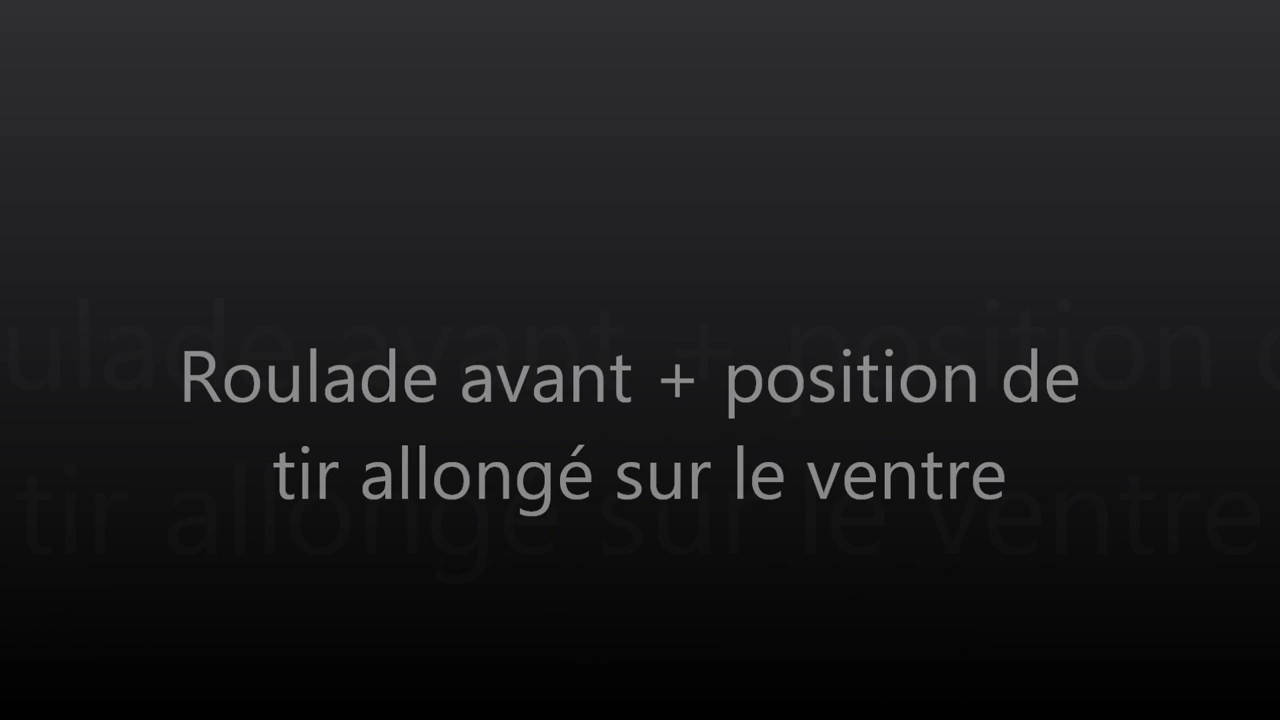 Roulade avant + position de
tir allongé sur le ventre